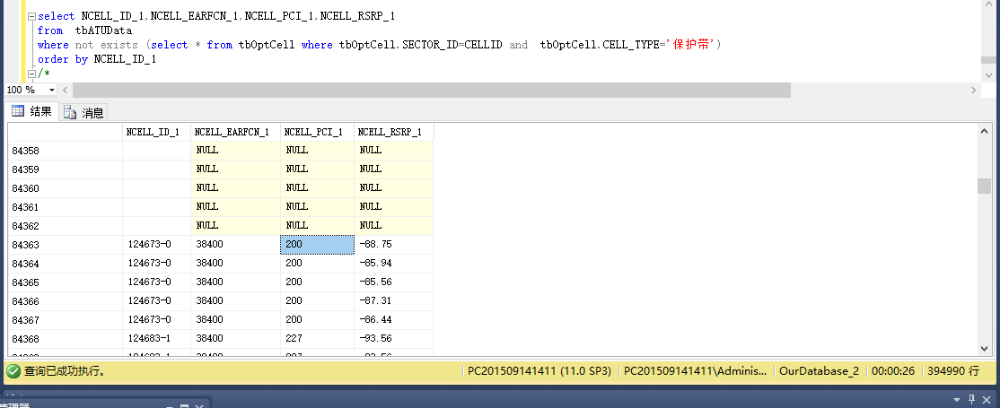 select NCELL_ID_1,NCELL_EARFCN_1,NCELL_PCI_1,NCELL_RSRP_1
from tbATUData
where not exists (select * from tbOptCell where tbOptCell.SECTOR_ID=CELLID and tbOptCell.CELL_TYPE='保护带')
order by NCELL_ID_1
/*
100 %
结果 消息
NCELL_ID_1 NCELL_EARFCN_1 NCELL_PCI_1 NCELL_RSRP_1
84358 NULL NULL NULL
84359 NULL NULL NULL
84360 NULL NULL NULL
84361 NULL NULL NULL
84362 NULL NULL NULL
84363 124673-0 38400 200 -88.75
84364 124673-0 38400 200 -85.94
84365 124673-0 38400 200 -85.56
84366 124673-0 38400 200 -87.31
84367 124673-0 38400 200 -86.44
84368 124683-1 38400 227 -93.56
查询已成功执行。 PC201509141411 (11.0 SP3) PC201509141411\Adminis... OurDatabase_2 00:00:26 394990 行